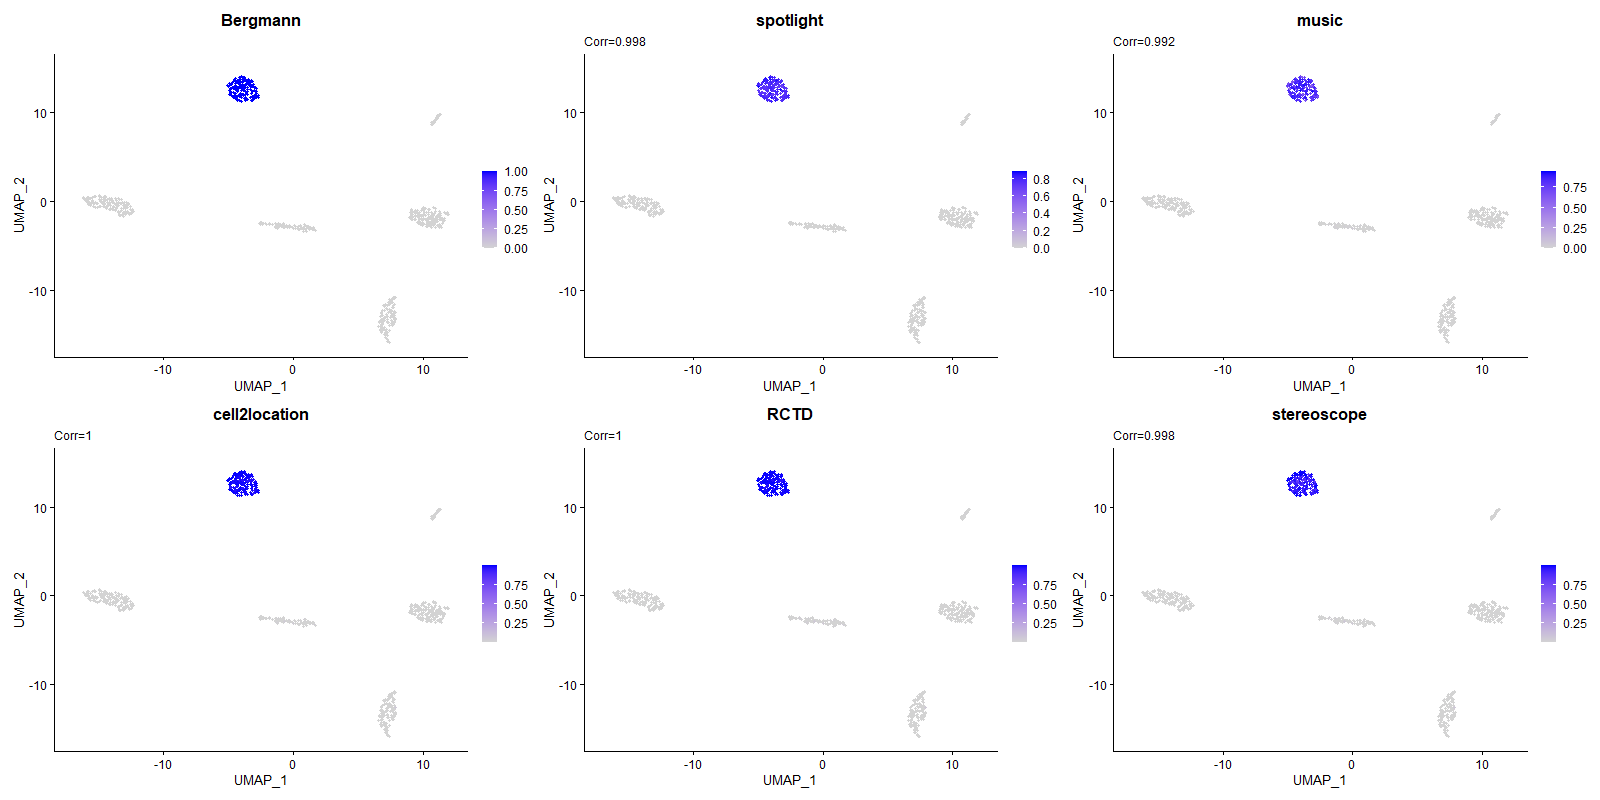 Bergmann
10
0
-10
UMAP_2
-10 0 10
UMAP_1
1.00
0.75
0.50
0.25
0.00
spotlight
Corr=0.998
10
0
-10
UMAP_2
-10 0 10
UMAP_1
0.8
0.6
0.4
0.2
0.0
music
Corr=0.992
10
0
-10
UMAP_2
-10 0 10
UMAP_1
0.75
0.50
0.25
0.00
cell2location
Corr=1
10
0
-10
UMAP_2
-10 0 10
UMAP_1
0.75
0.50
0.25
RCTD
Corr=1
10
0
-10
UMAP_2
-10 0 10
UMAP_1
0.75
0.50
0.25
stereoscope
Corr=0.998
10
0
-10
UMAP_2
-10 0 10
UMAP_1
0.75
0.50
0.25